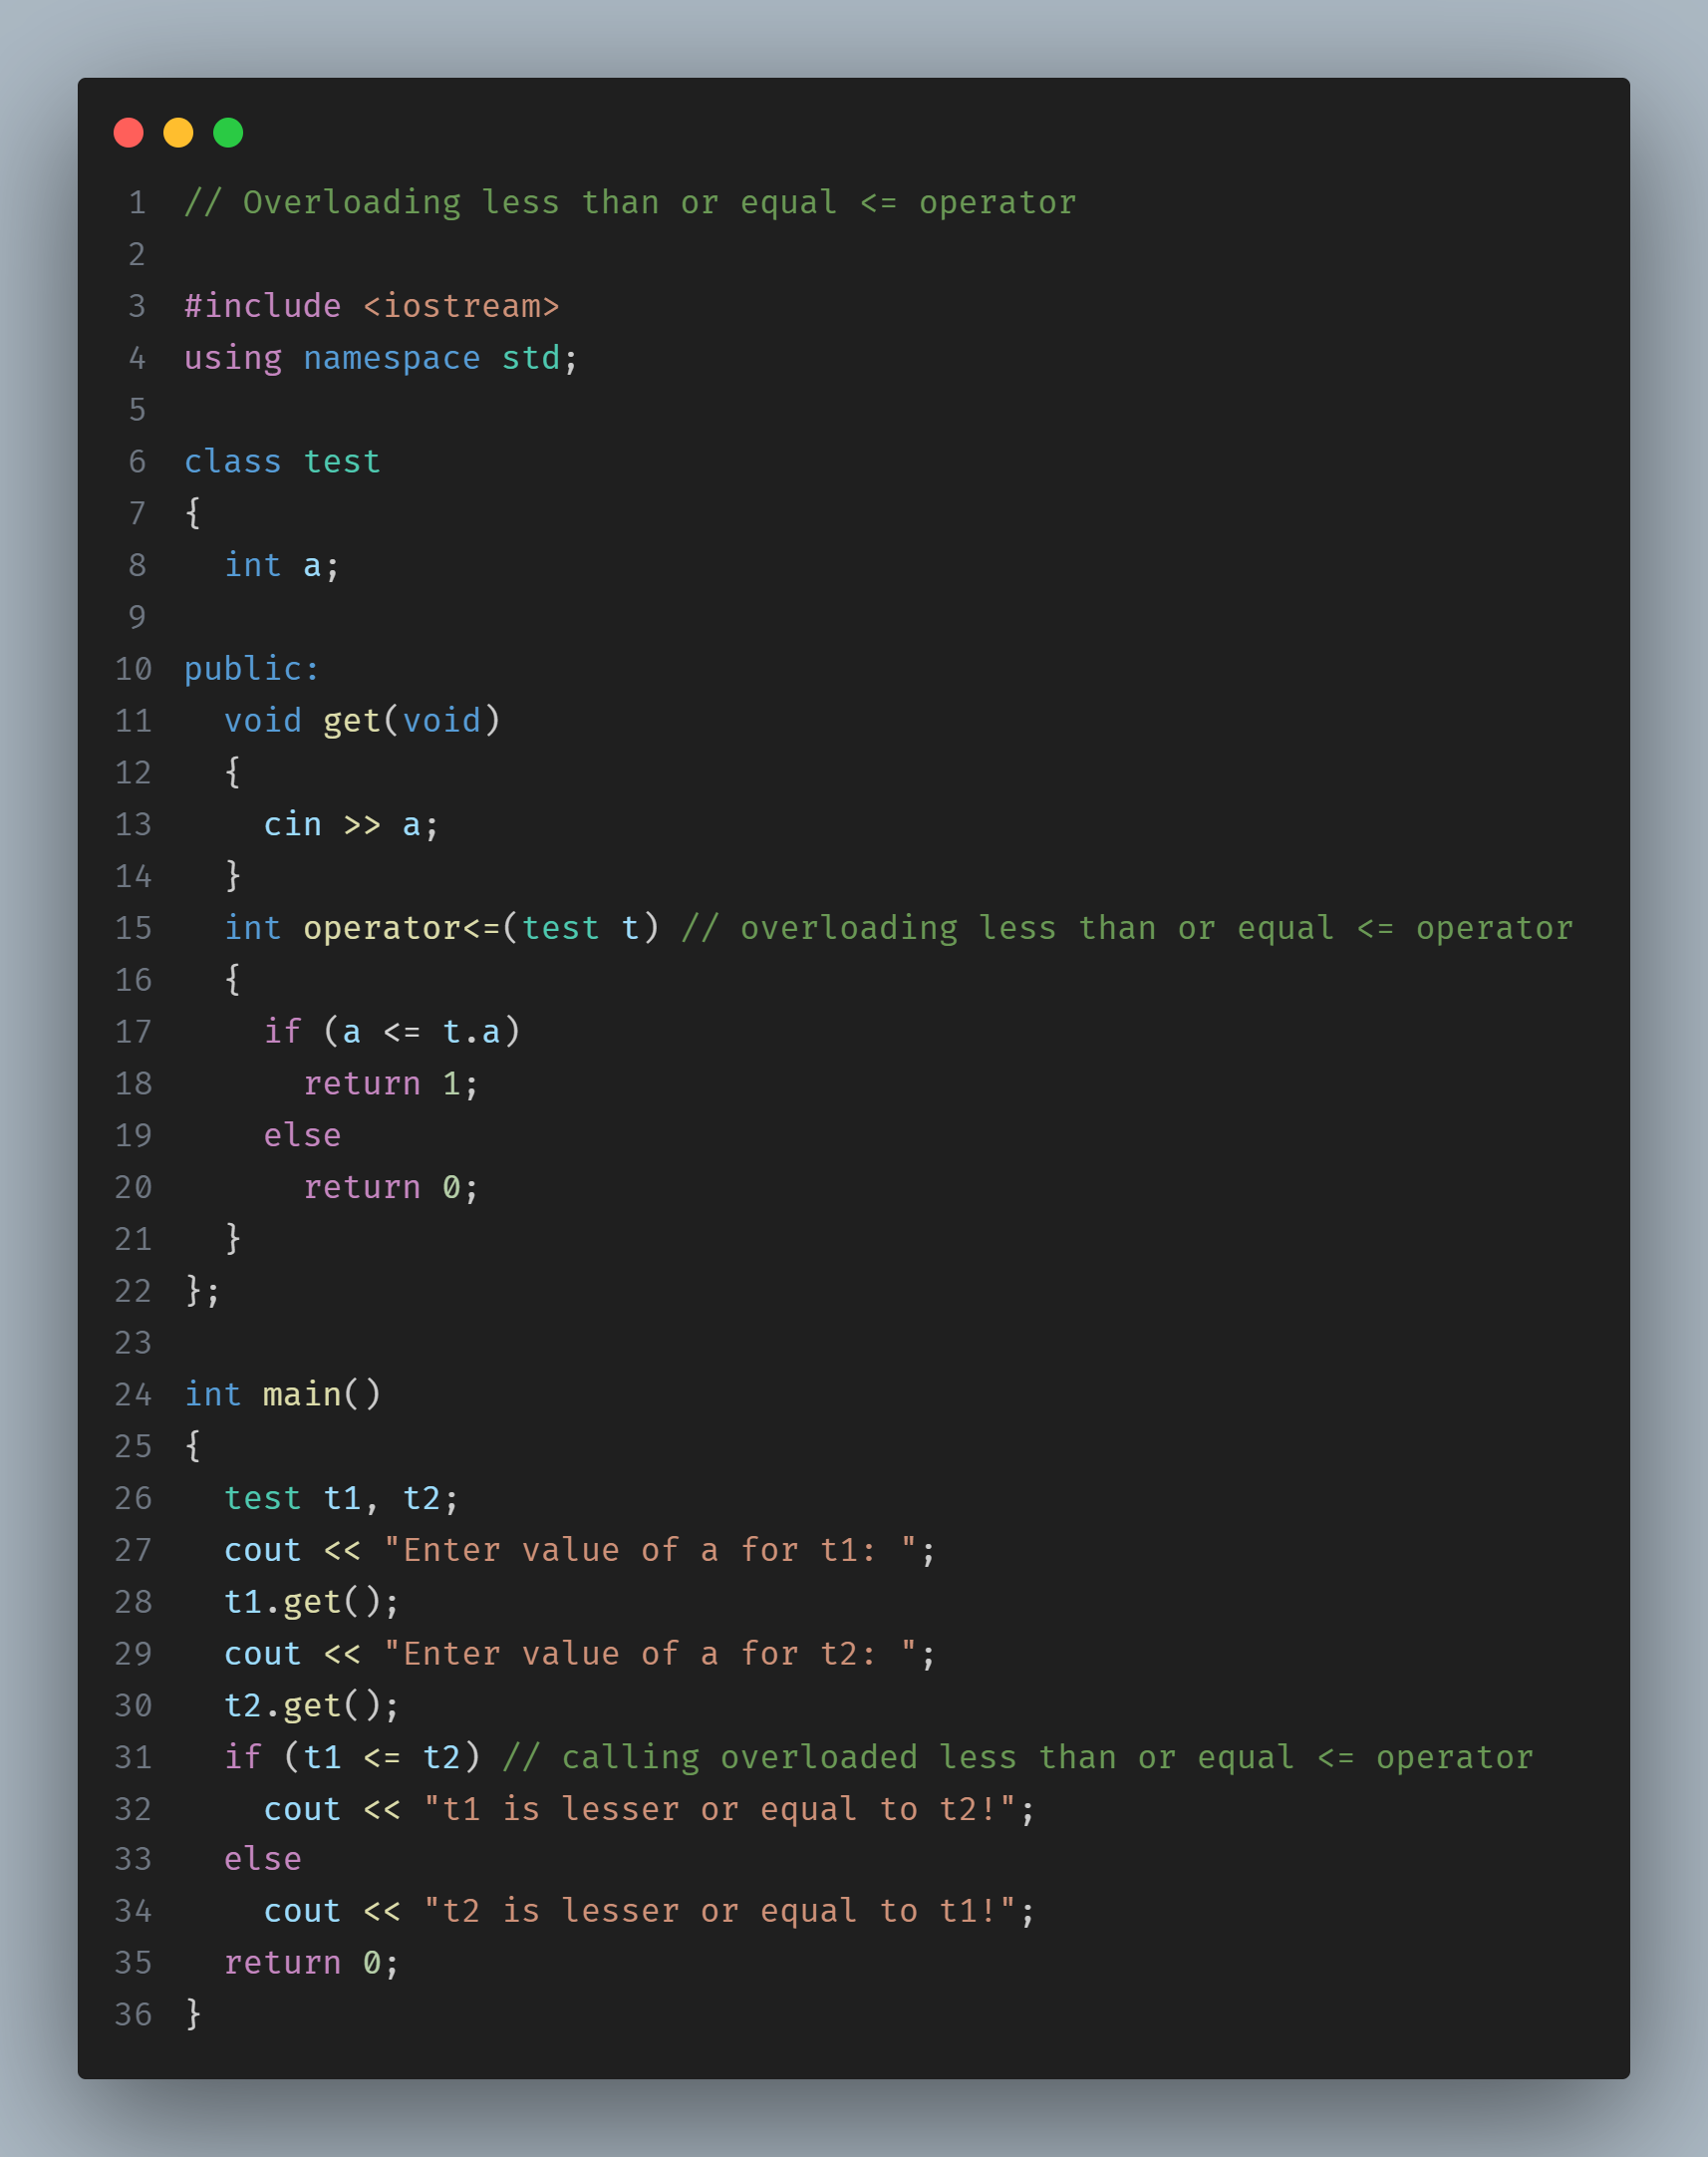 1 // Overloading less than or equal <= operator
2
3 #include <iostream>
4 using namespace std;
5
6 class test
7 {
8   int a;
9
10 public:
11   void get(void)
12   {
13     cin >> a;
14   }
15   int operator<=(test t) // overloading less than or equal <= operator
16   {
17     if (a <= t.a)
18       return 1;
19     else
20       return 0;
21   }
22 };
23
24 int main()
25 {
26   test t1, t2;
27   cout << "Enter value of a for t1: ";
28   t1.get();
29   cout << "Enter value of a for t2: ";
30   t2.get();
31   if (t1 <= t2) // calling overloaded less than or equal <= operator
32     cout << "t1 is lesser or equal to t2!";
33   else
34     cout << "t2 is lesser or equal to t1!";
35   return 0;
36 }